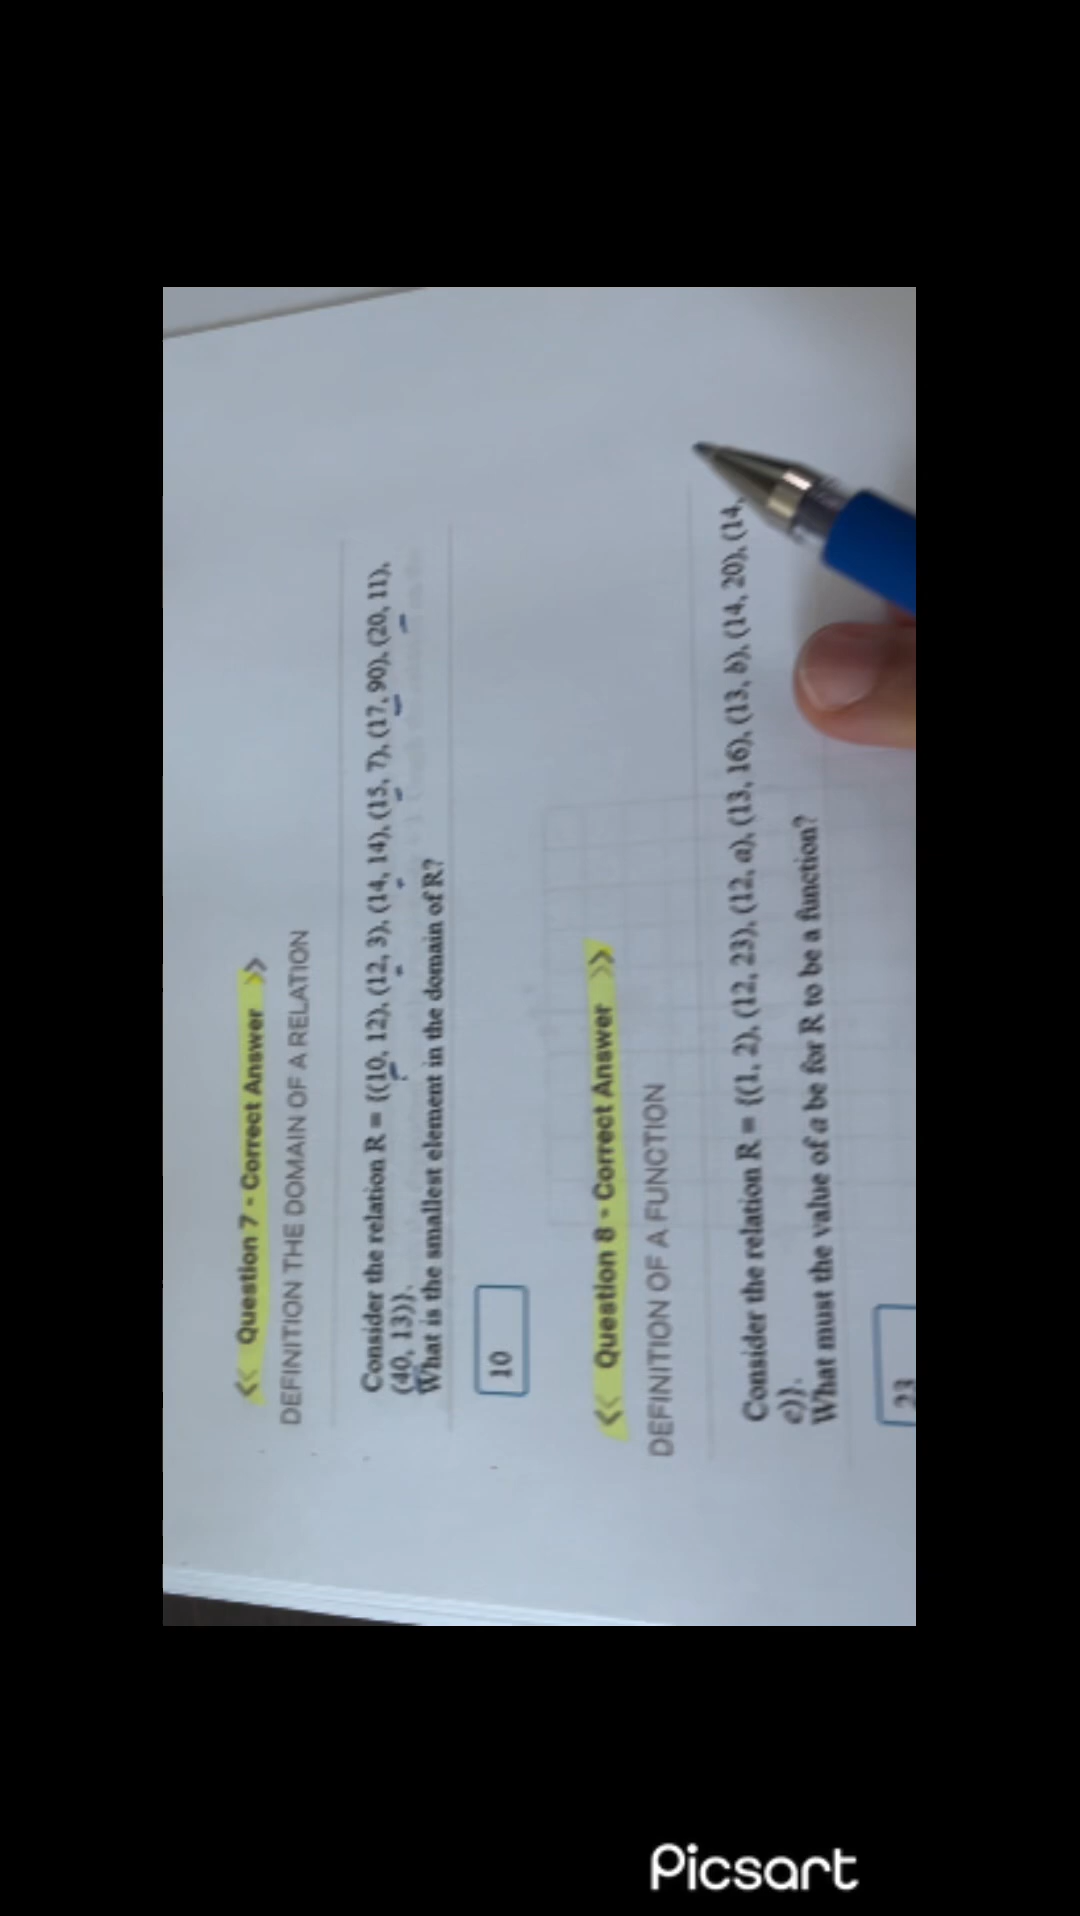 << Question 7 - Correct Answer >>
DEFINITION THE DOMAIN OF A RELATION
Consider the relation R = {(10, 12), (12, 3), (14, 14), (15, 7), (17, 90), (20, 11),
(40, 13)}.
What is the smallest element in the domain of R?
10
<< Question 8 - Correct Answer >>
DEFINITION OF A FUNCTION
Consider the relation R = {(1, 2), (12, 23), (12, a), (13, 16), (13, b), (14, 20), (14,
c)}.
What must the value of a be for R to be a function?
23
Picsart